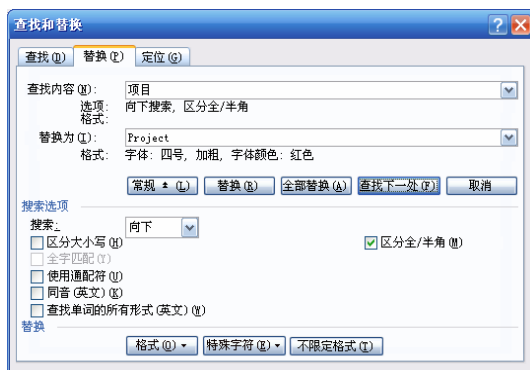 查找和替换
查找(D) 替换(P) 定位(G)
查找内容(N): 项目
选项: 向下搜索, 区分全/半角
格式:
替换为(I): Project
格式: 字体: 四号, 加粗, 字体颜色: 红色
常规 (L) 替换(R) 全部替换(A) 查找下一处(F) 取消
搜索选项
搜索: 向下
区分大小写(H) 区分全/半角(M)
全字匹配(Y)
使用通配符(U)
同音(英文)(K)
查找单词的所有形式(英文)(W)
替换
格式(O) 特殊字符(E) 不限定格式(T)